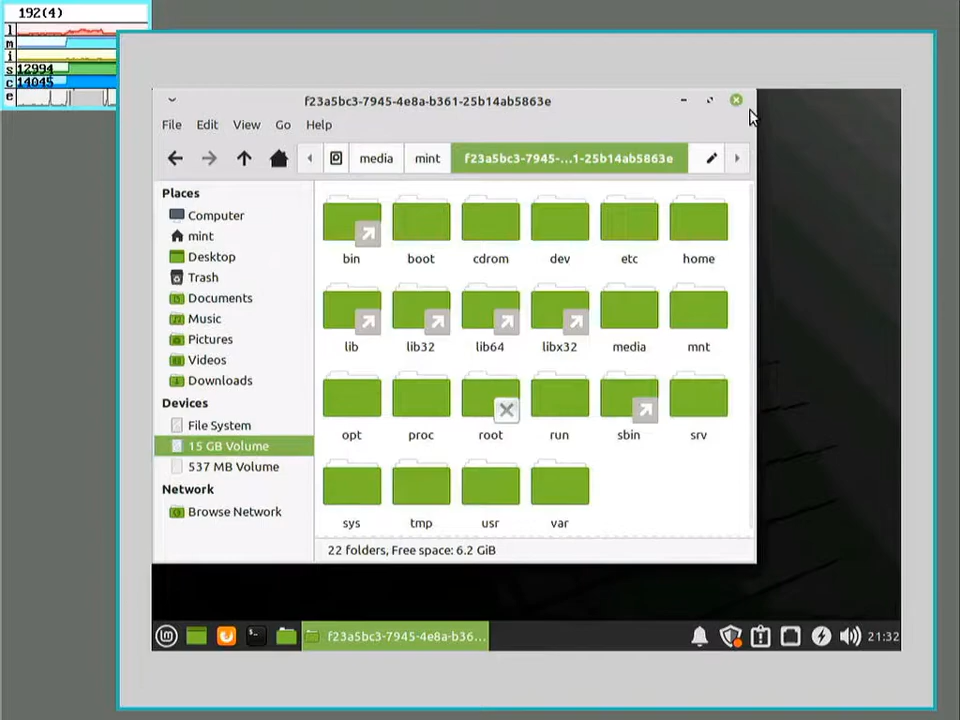 192(4)
l
m
i
s 12994
c 14045
e
f23a5bc3-7945-4e8a-b361-25b14ab5863e
File Edit View Go Help
media mint f23a5bc3-7945-...1-25b14ab5863e
Places
Computer
mint
Desktop
Trash
Documents
Music
Pictures
Videos
Downloads
Devices
File System
15 GB Volume
537 MB Volume
Network
Browse Network
bin boot cdrom dev etc home
lib lib32 lib64 libx32 media mnt
opt proc root run sbin srv
sys tmp usr var
22 folders, Free space: 6.2 GiB
f23a5bc3-7945-4e8a-b36...
21:32